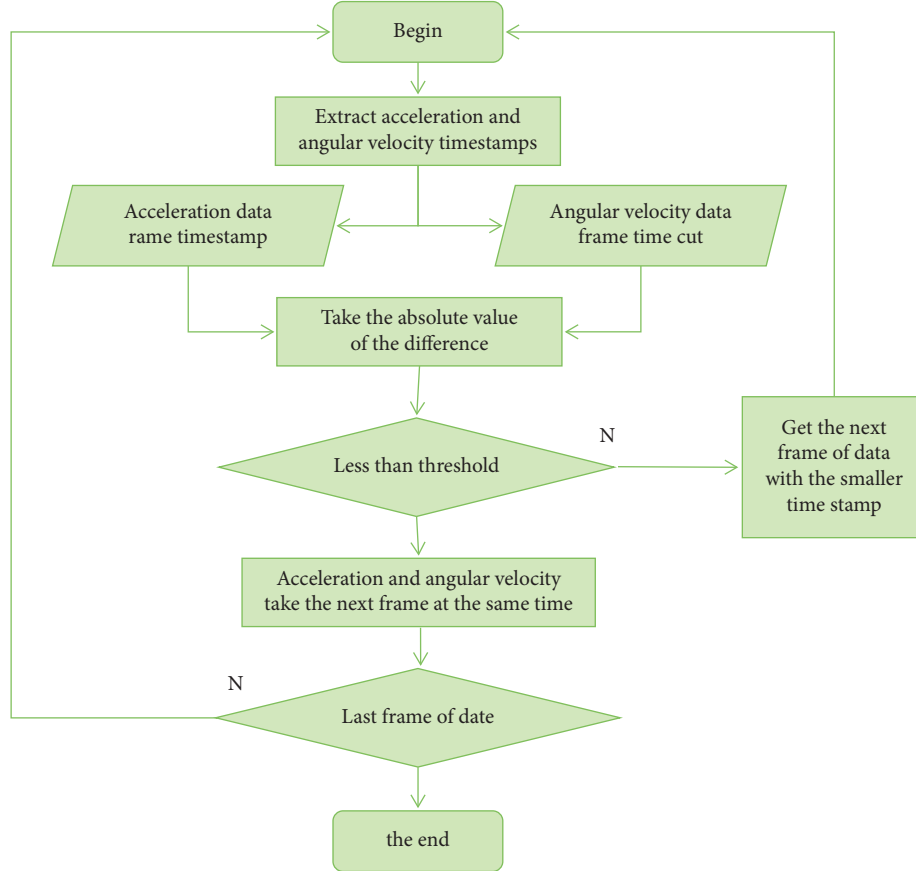 Begin
Extract acceleration and
angular velocity timestamps
Acceleration data
rame timestamp
Angular velocity data
frame time cut
Take the absolute value
of the difference
Less than threshold
N
Get the next
frame of data
with the smaller
time stamp
Acceleration and angular velocity
take the next frame at the same time
N
Last frame of date
the end